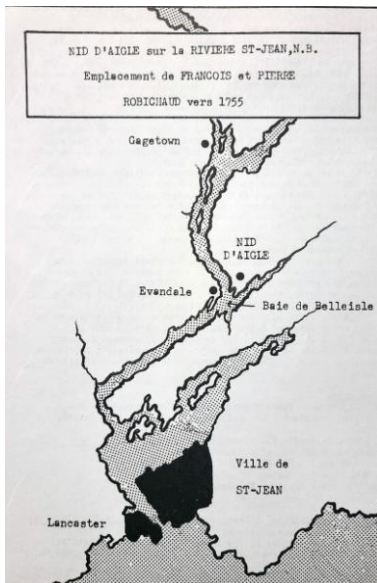 NID D'AIGLE sur la RIVIERE ST-JEAN,N.B.
Emplacement de FRANCOIS et PIERRE
ROBICHAUD vers 1755
Gagetown
NID
D'AIGLE
Evandale
Baie de Belleisle
Ville de
ST-JEAN
Lancaster